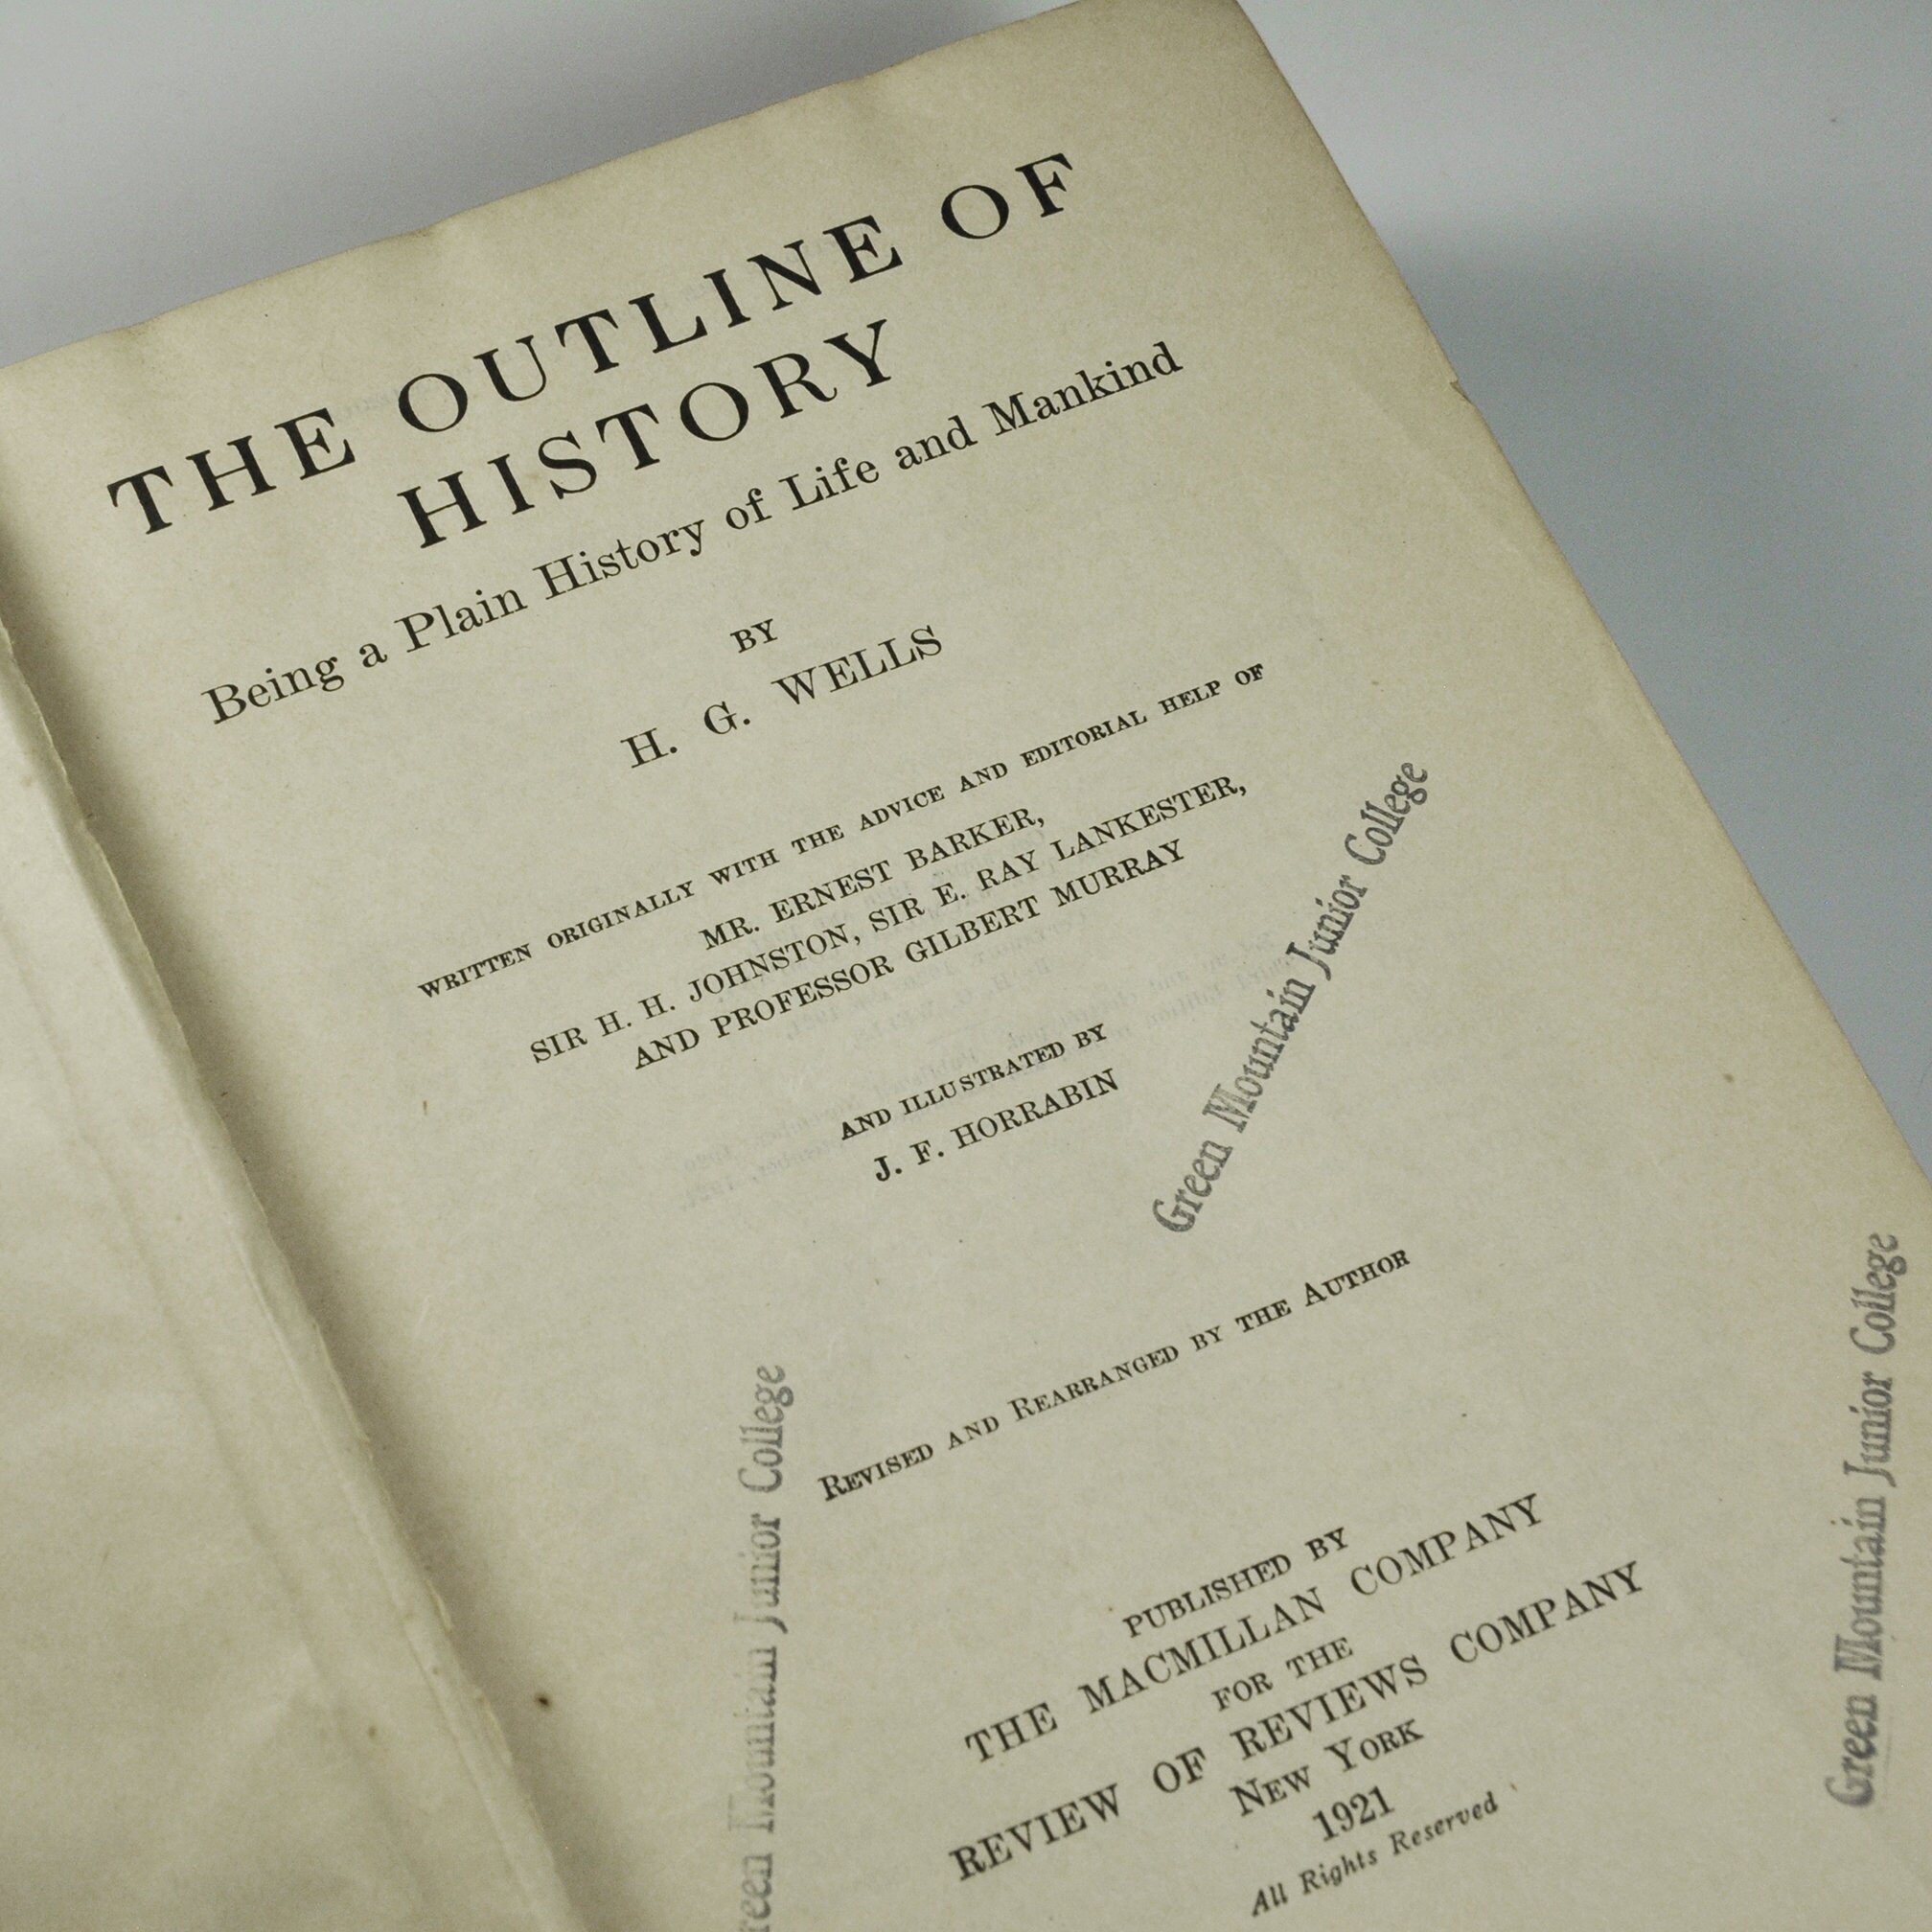 THE OUTLINE OF
HISTORY
Being a Plain History of Life and Mankind
BY
H. G. WELLS
WRITTEN ORIGINALLY WITH THE ADVICE AND EDITORIAL HELP OF
MR. ERNEST BARKER,
SIR H. H. JOHNSTON, SIR E. RAY LANKESTER,
AND PROFESSOR GILBERT MURRAY
AND ILLUSTRATED BY
J. F. HORRABIN
Green Mountain Junior College
REVISED AND REARRANGED BY THE AUTHOR
Green Mountain Junior College
reen Mountain Junior College
PUBLISHED BY
THE MACMILLAN COMPANY
FOR THE
REVIEW OF REVIEWS COMPANY
NEW YORK
1921
All Rights Reserved